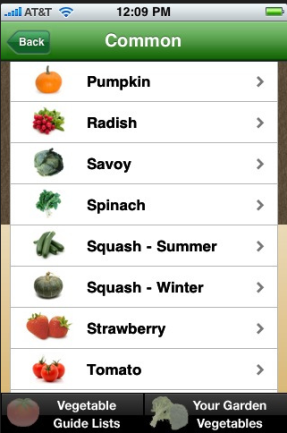 AT&T 12:09 PM
Back Common
Pumpkin
Radish
Savoy
Spinach
Squash - Summer
Squash - Winter
Strawberry
Tomato
Vegetable
Guide Lists
Your Garden
Vegetables